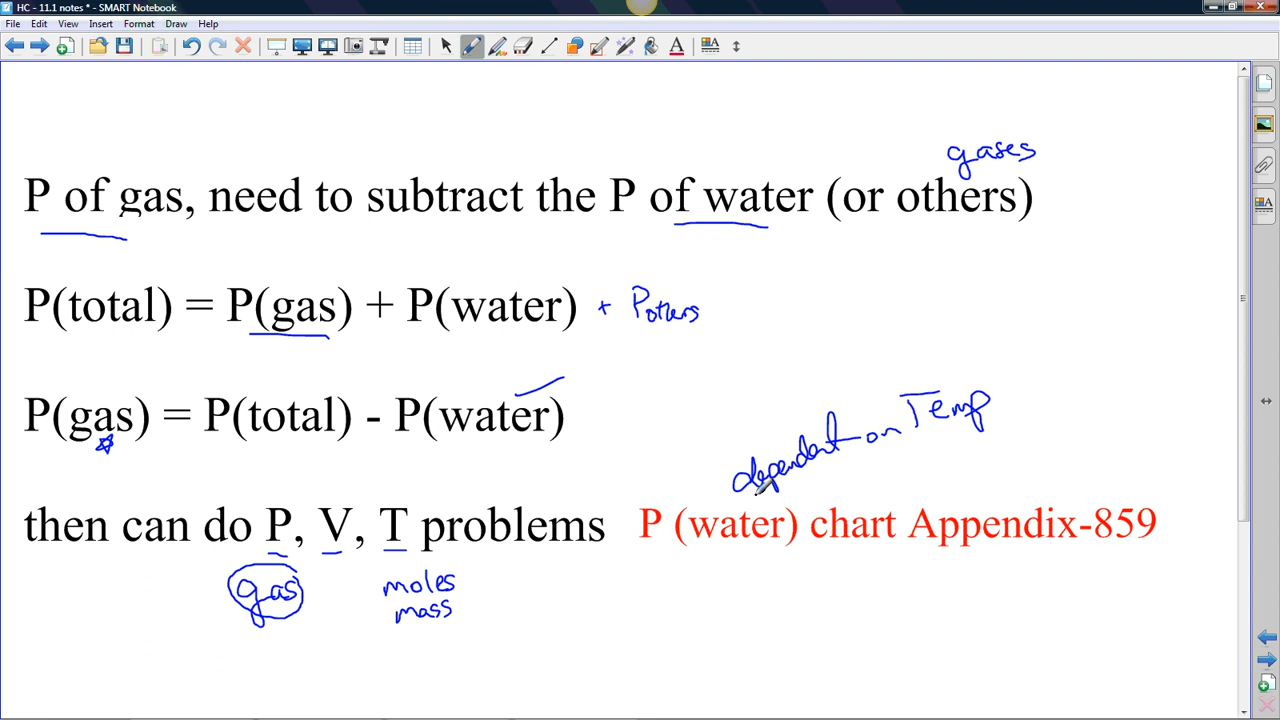 HC - 11.1 notes * - SMART Notebook
File Edit View Insert Format Draw Help
gases
P of gas, need to subtract the P of water (or others)
P(total) = P(gas) + P(water) + Pothers
P(gas) = P(total) - P(water)
dependent on Temp
then can do P, V, T problems P (water) chart Appendix-859
gas moles
mass